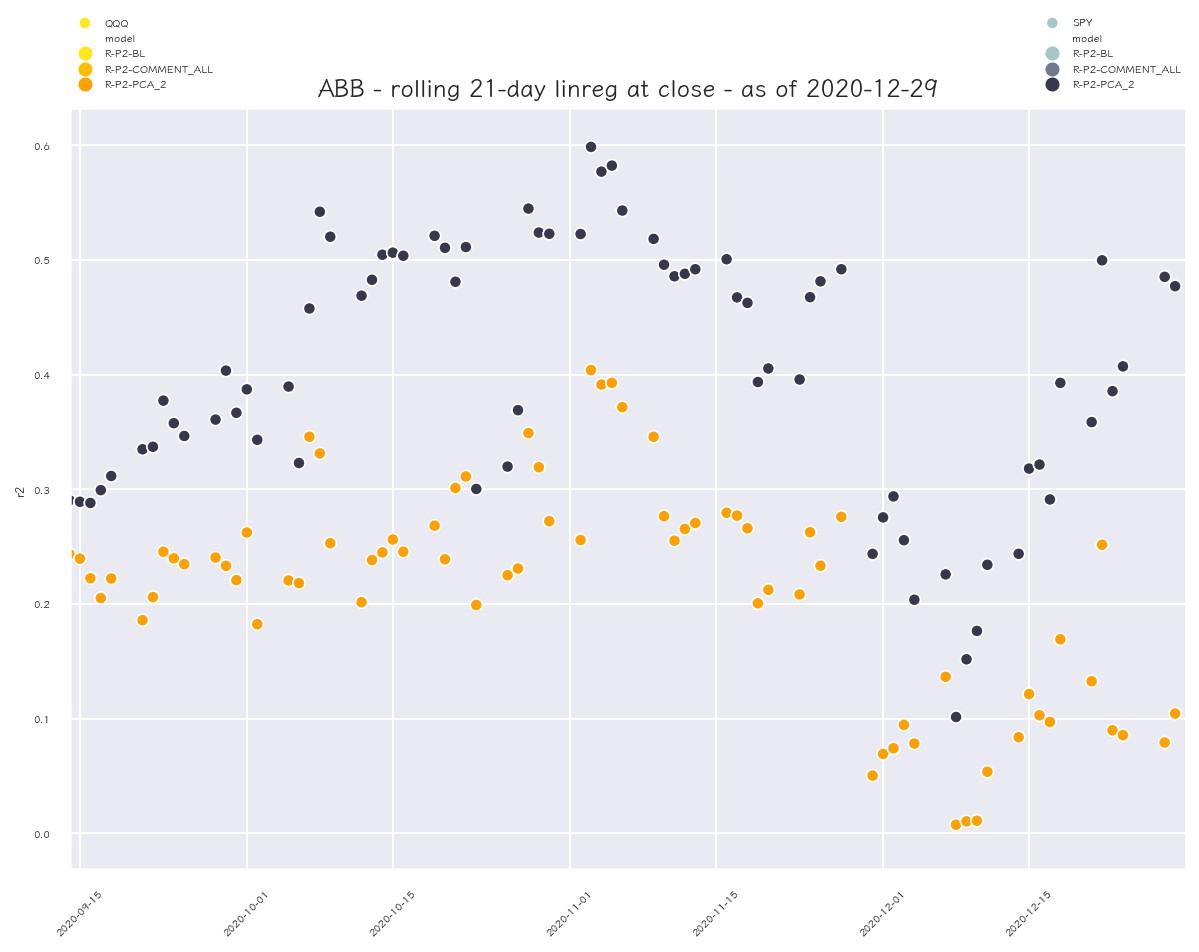 QQQ
model
R-P2-BL
R-P2-COMMENT_ALL
R-P2-PCA_2
SPY
model
R-P2-BL
R-P2-COMMENT_ALL
R-P2-PCA_2
ABB - rolling 21-day linreg at close - as of 2020-12-29
0.6
0.5
0.4
0.3
0.2
0.1
0.0
r2
2020-09-15
2020-10-01
2020-10-15
2020-11-01
2020-11-15
2020-12-01
2020-12-15